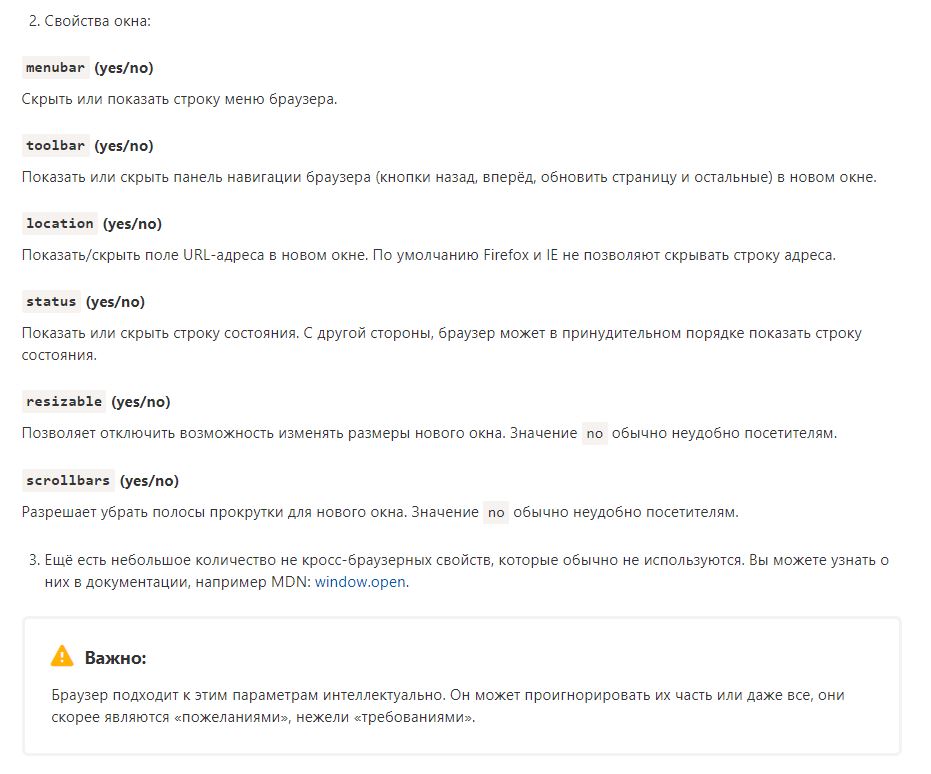 2. Свойства окна:
menubar (yes/no)
Скрыть или показать строку меню браузера.
toolbar (yes/no)
Показать или скрыть панель навигации браузера (кнопки назад, вперёд, обновить страницу и остальные) в новом окне.
location (yes/no)
Показать/скрыть поле URL-адреса в новом окне. По умолчанию Firefox и IE не позволяют скрывать строку адреса.
status (yes/no)
Показать или скрыть строку состояния. С другой стороны, браузер может в принудительном порядке показать строку
состояния.
resizable (yes/no)
Позволяет отключить возможность изменять размеры нового окна. Значение no обычно неудобно посетителям.
scrollbars (yes/no)
Разрешает убрать полосы прокрутки для нового окна. Значение no обычно неудобно посетителям.
3. Ещё есть небольшое количество не кросс-браузерных свойств, которые обычно не используются. Вы можете узнать о
них в документации, например MDN: window.open.
Важно:
Браузер подходит к этим параметрам интеллектуально. Он может проигнорировать их часть или даже все, они
скорее являются «пожеланиями», нежели «требованиями».